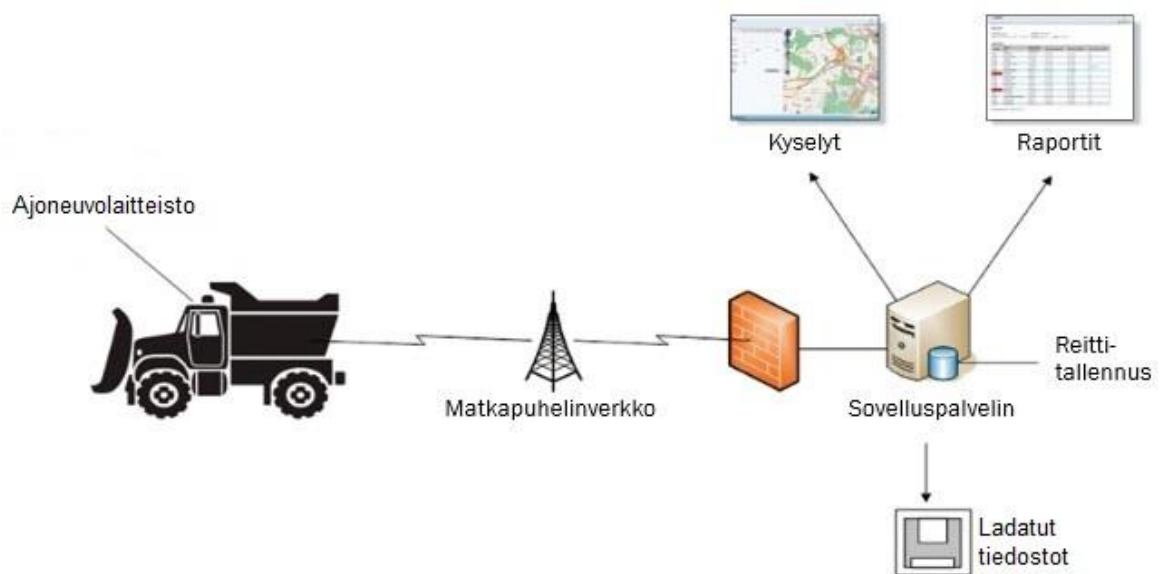 Kyselyt
Raportit
Ajoneuvolaitteisto
Matkapuhelinverkko
Sovelluspalvelin
Reitti-
tallennus
Ladatut
tiedostot